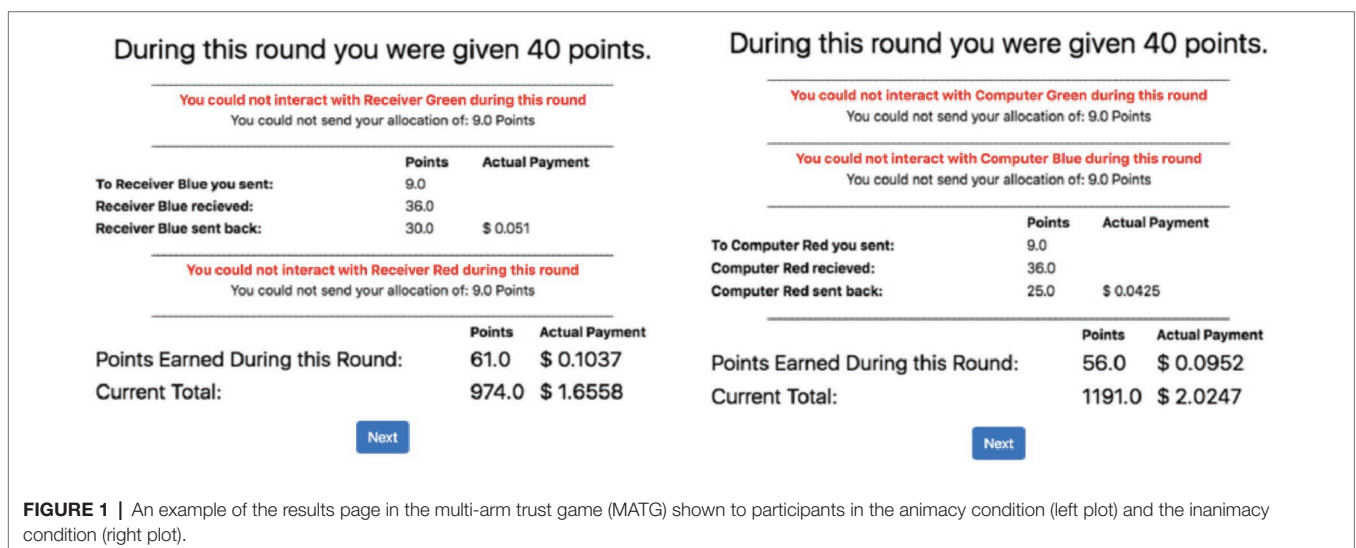 During this round you were given 40 points.
You could not interact with Receiver Green during this round
You could not send your allocation of: 9.0 Points
Points Actual Payment
To Receiver Blue you sent: 9.0
Receiver Blue recieved: 36.0
Receiver Blue sent back: 30.0 $ 0.051
You could not interact with Receiver Red during this round
You could not send your allocation of: 9.0 Points
Points Actual Payment
Points Earned During this Round: 61.0 $ 0.1037
Current Total: 974.0 $ 1.6558
Next
During this round you were given 40 points.
You could not interact with Computer Green during this round
You could not send your allocation of: 9.0 Points
You could not interact with Computer Blue during this round
You could not send your allocation of: 9.0 Points
Points Actual Payment
To Computer Red you sent: 9.0
Computer Red recieved: 36.0
Computer Red sent back: 25.0 $ 0.0425
Points Actual Payment
Points Earned During this Round: 56.0 $ 0.0952
Current Total: 1191.0 $ 2.0247
Next
FIGURE 1 | An example of the results page in the multi-arm trust game (MATG) shown to participants in the animacy condition (left plot) and the inanimacy
condition (right plot).